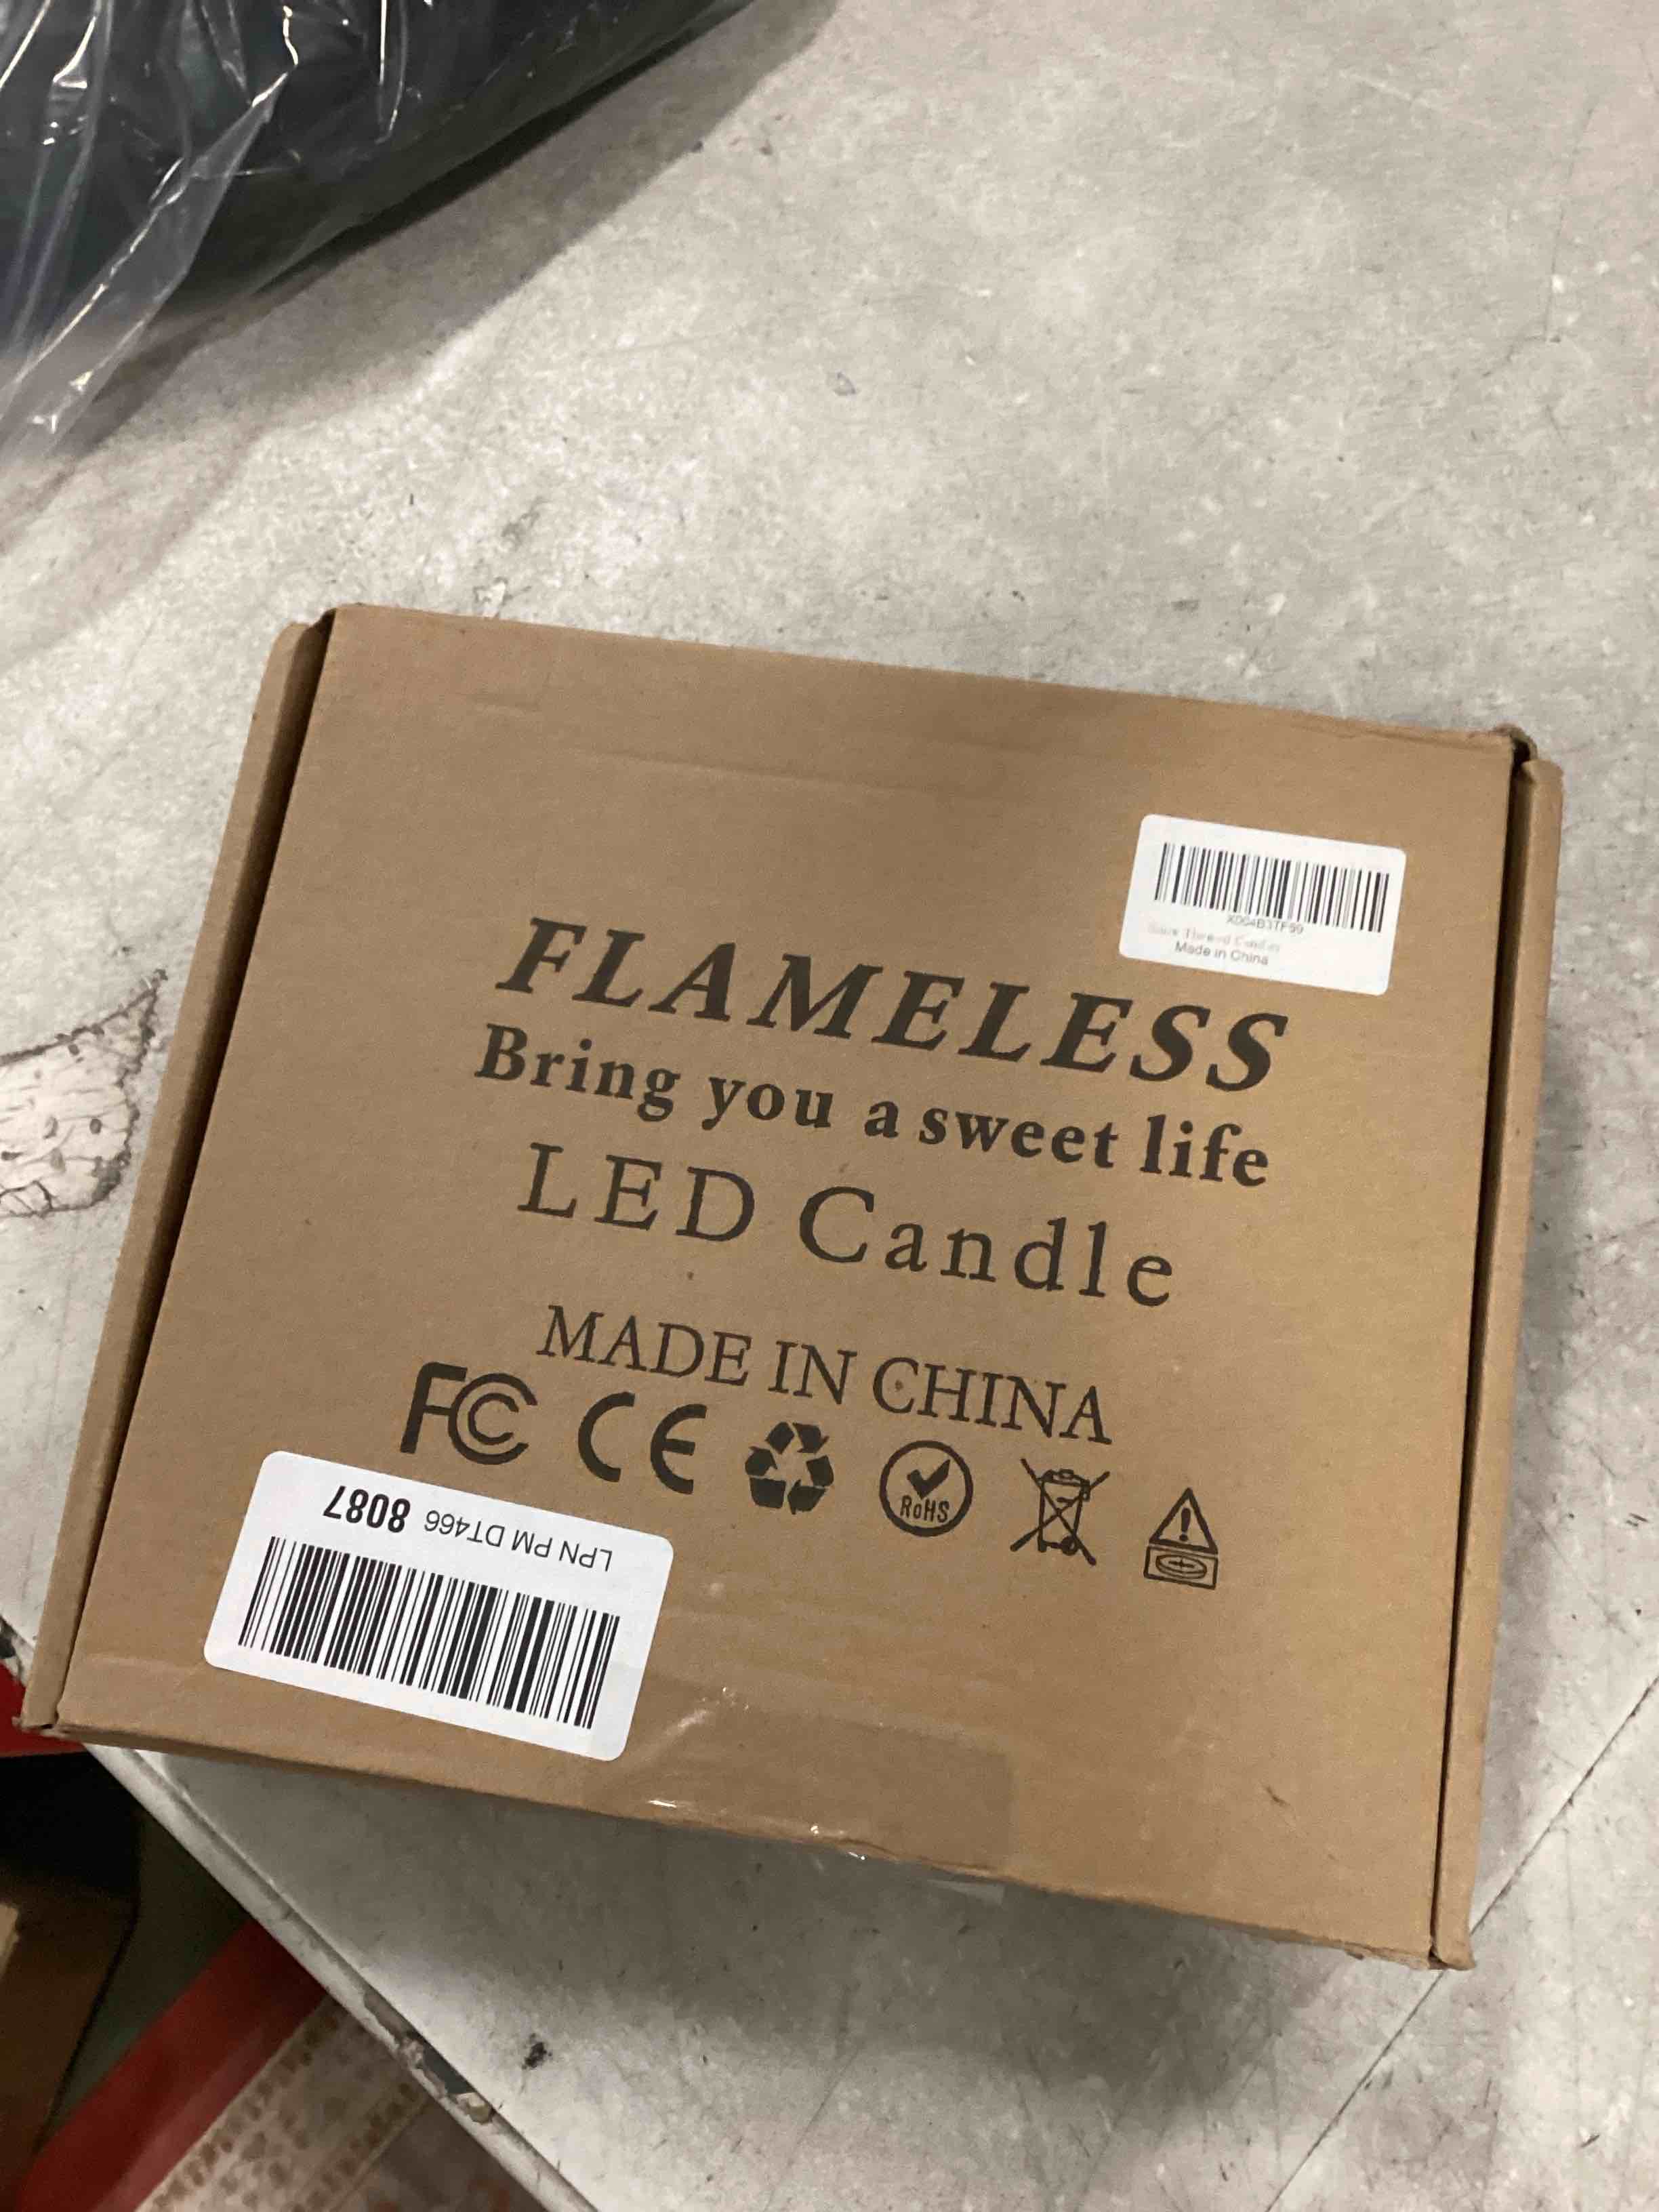 X004B3TF99
Made in China
FLAMELESS
Bring you a sweet life
LED Candle
MADE IN CHINA
FC CE
RoHS
LPN PM DT466 8087